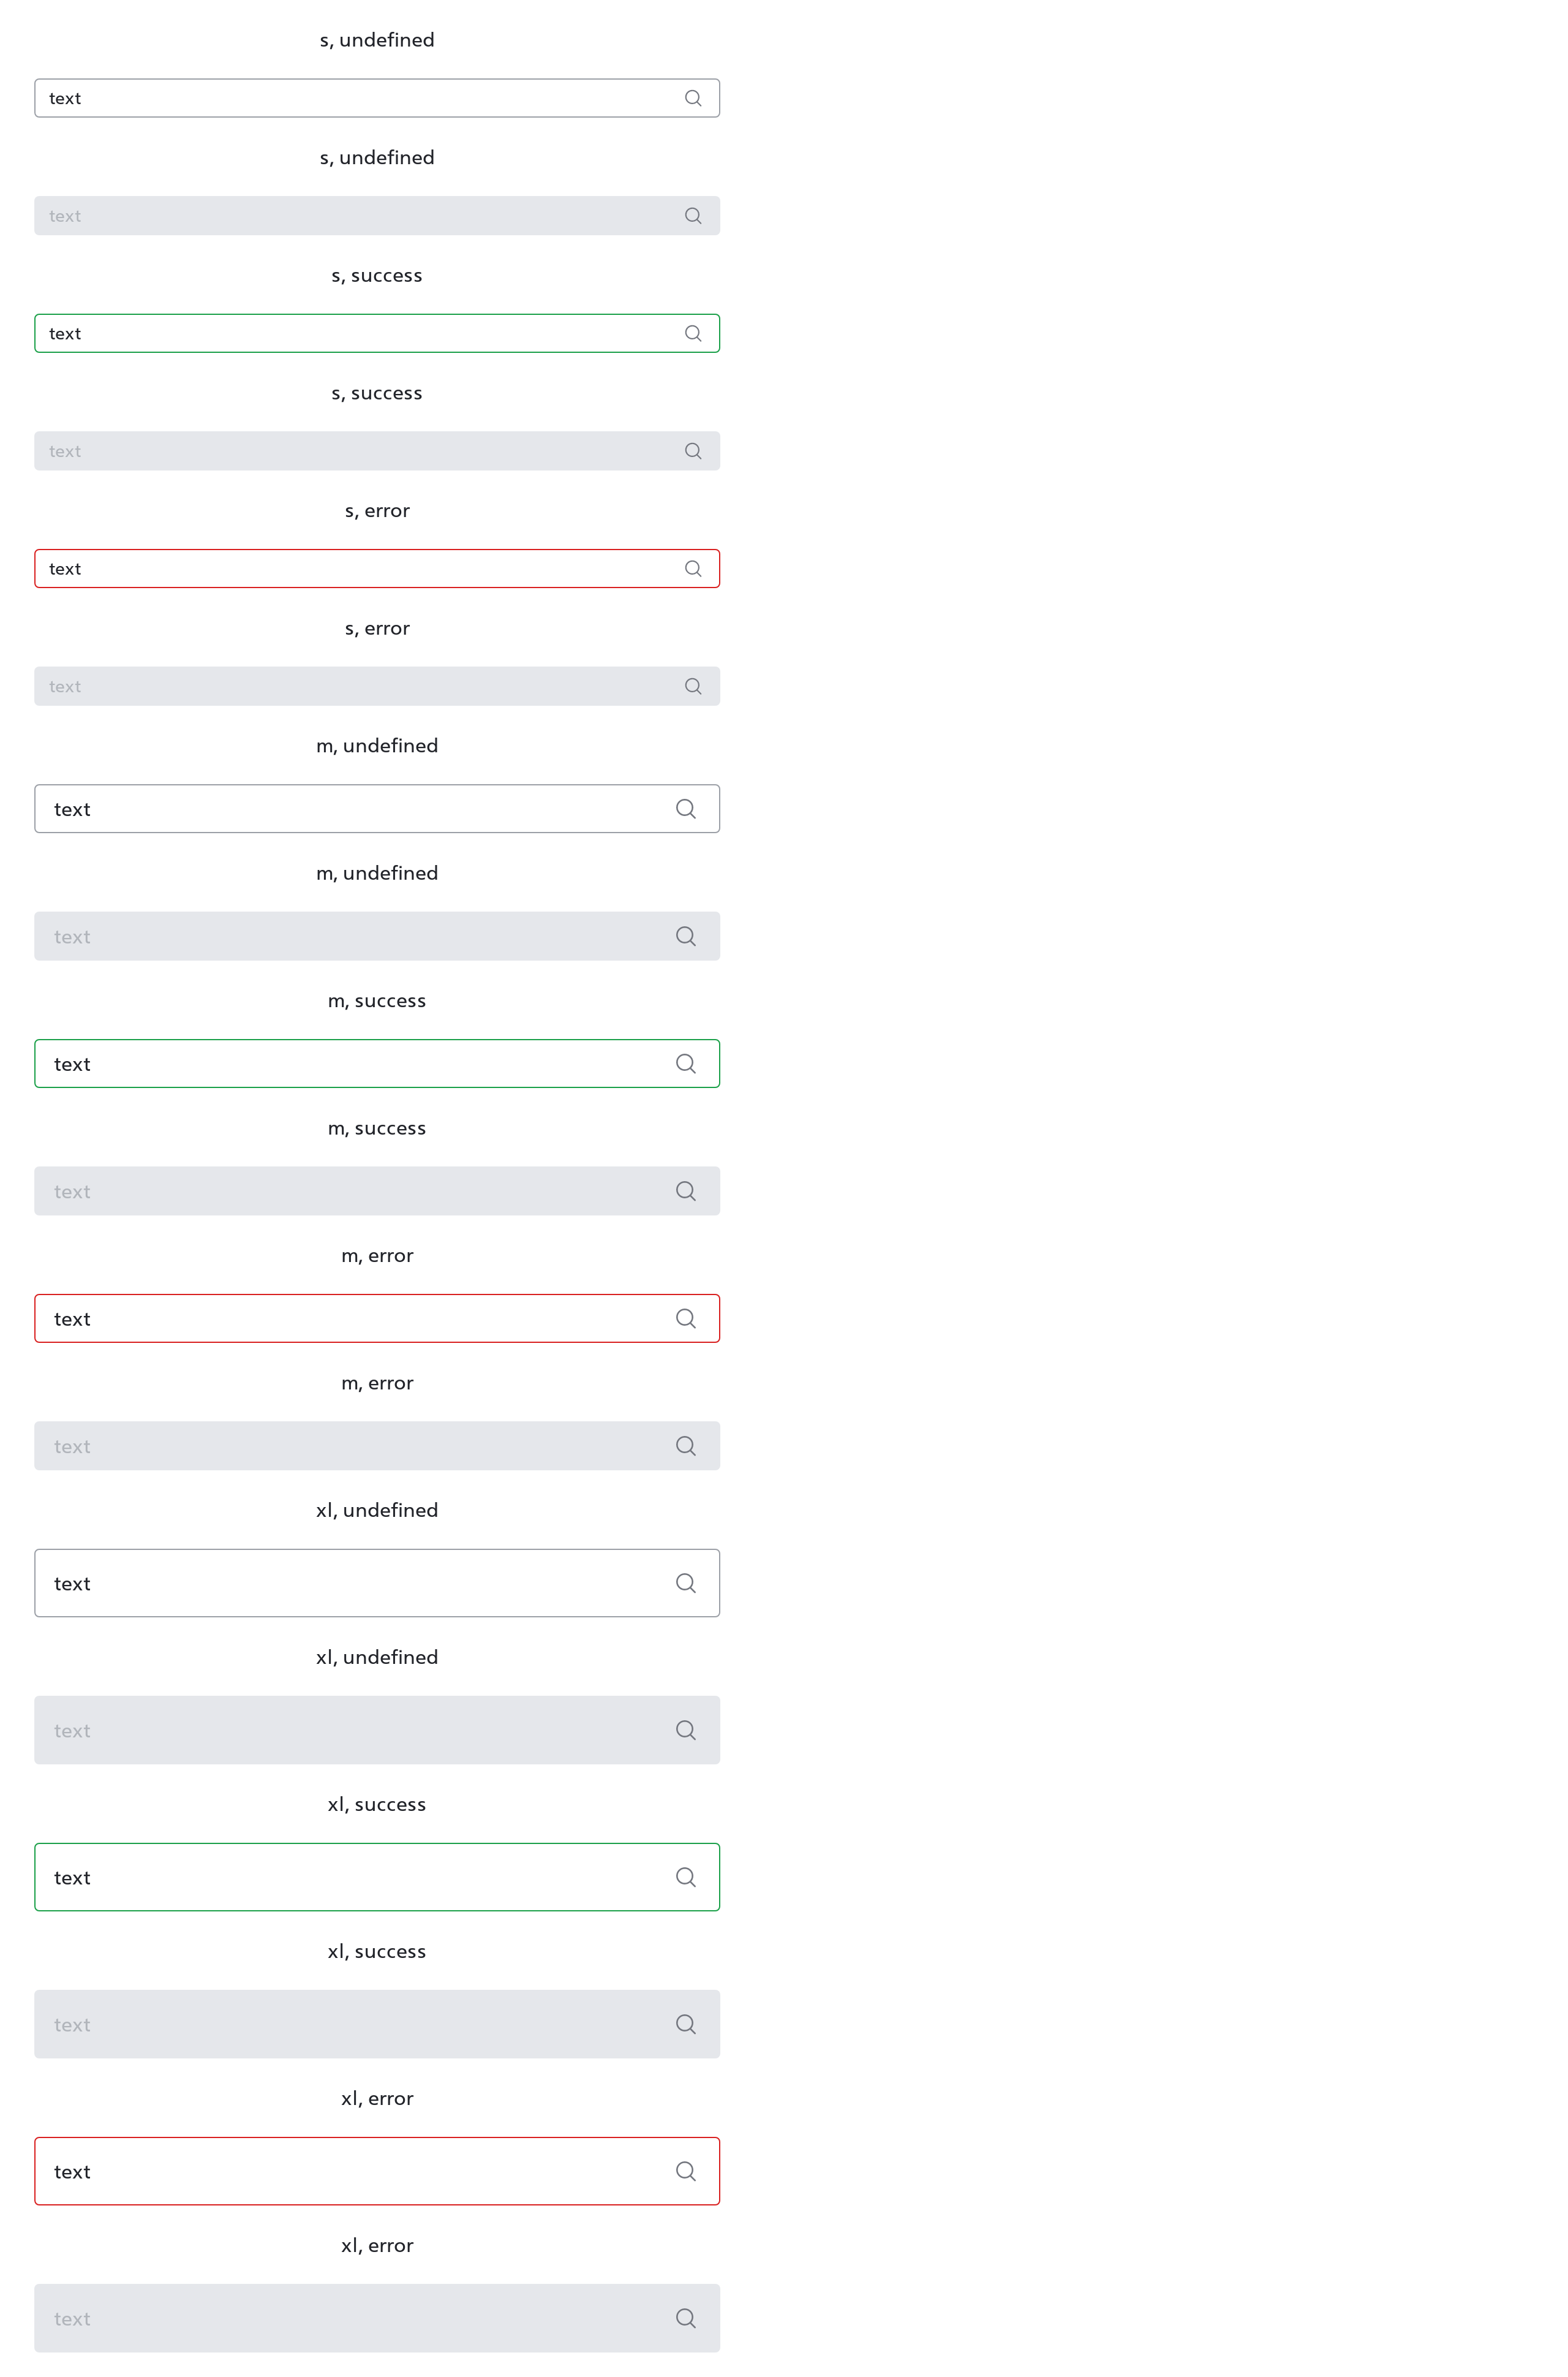 s, undefined
text
s, undefined
text
s, success
text
s, success
text
s, error
text
s, error
text
m, undefined
text
m, undefined
text
m, success
text
m, success
text
m, error
text
m, error
text
xl, undefined
text
xl, undefined
text
xl, success
text
xl, success
text
xl, error
text
xl, error
text